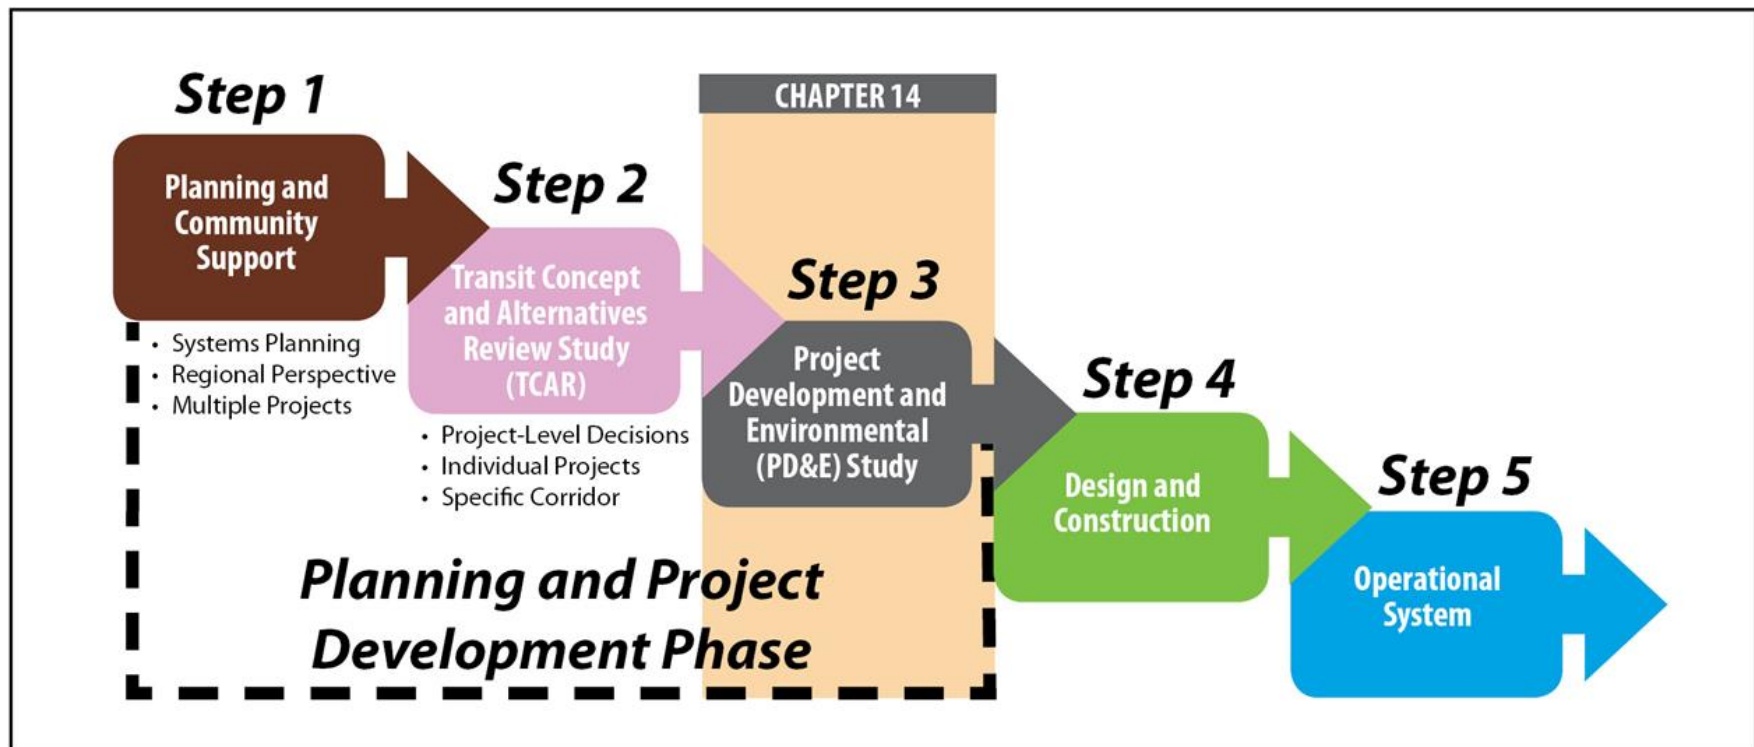 Step 1
Planning and
Community
Support
• Systems Planning
• Regional Perspective
• Multiple Projects
Step 2
Transit Concept
and Alternatives
Review Study
(TCAR)
• Project-Level Decisions
• Individual Projects
• Specific Corridor
CHAPTER 14
Step 3
Project
Development and
Environmental
(PD&E) Study
Step 4
Design and
Construction
Step 5
Operational
System
Planning and Project
Development Phase